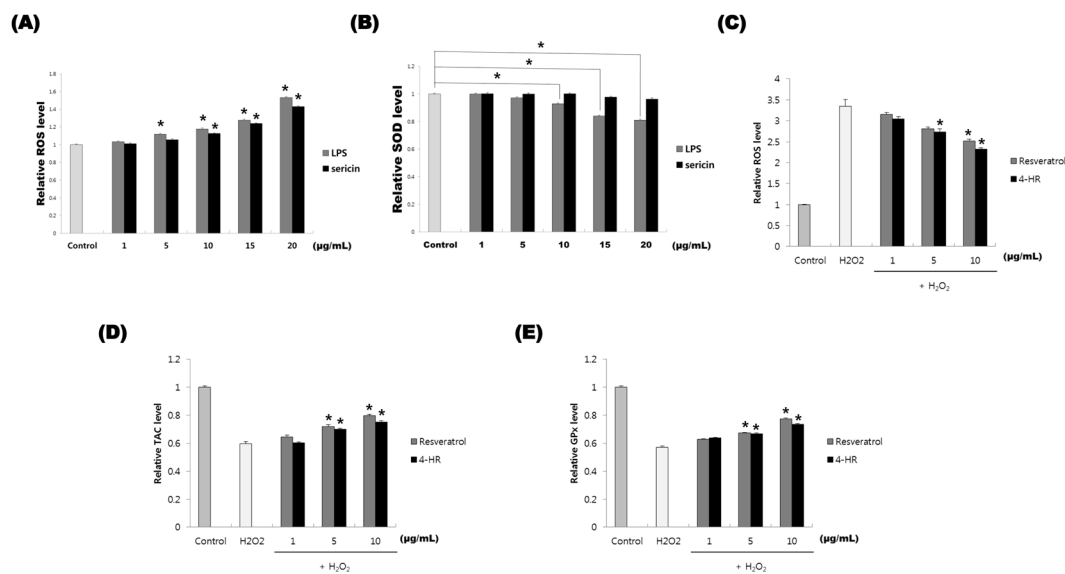 (A)
Relative ROS level
1.8
1.6
1.4
1.2
1
0.8
0.6
0.4
0.2
0
* * * * * * *
LPS
sericin
Control 1 5 10 15 20 (μg/mL)
(B)
Relative SOD level
1.2
1
0.8
0.6
0.4
0.2
0
*
*
*
LPS
sericin
Control 1 5 10 15 20 (μg/mL)
(C)
Relative ROS level
4
3.5
3
2.5
2
1.5
1
0.5
0
* * *
Resveratrol
4-HR
Control H2O2 1 5 10 (μg/mL)
+ H₂O₂
(D)
Relative TAC level
1.2
1
0.8
0.6
0.4
0.2
0
* * * *
Resveratrol
4-HR
Control H2O2 1 5 10 (μg/mL)
+ H₂O₂
(E)
Relative GPx level
1.2
1
0.8
0.6
0.4
0.2
0
* * * *
Resveratrol
4-HR
Control H2O2 1 5 10 (μg/mL)
+ H₂O₂